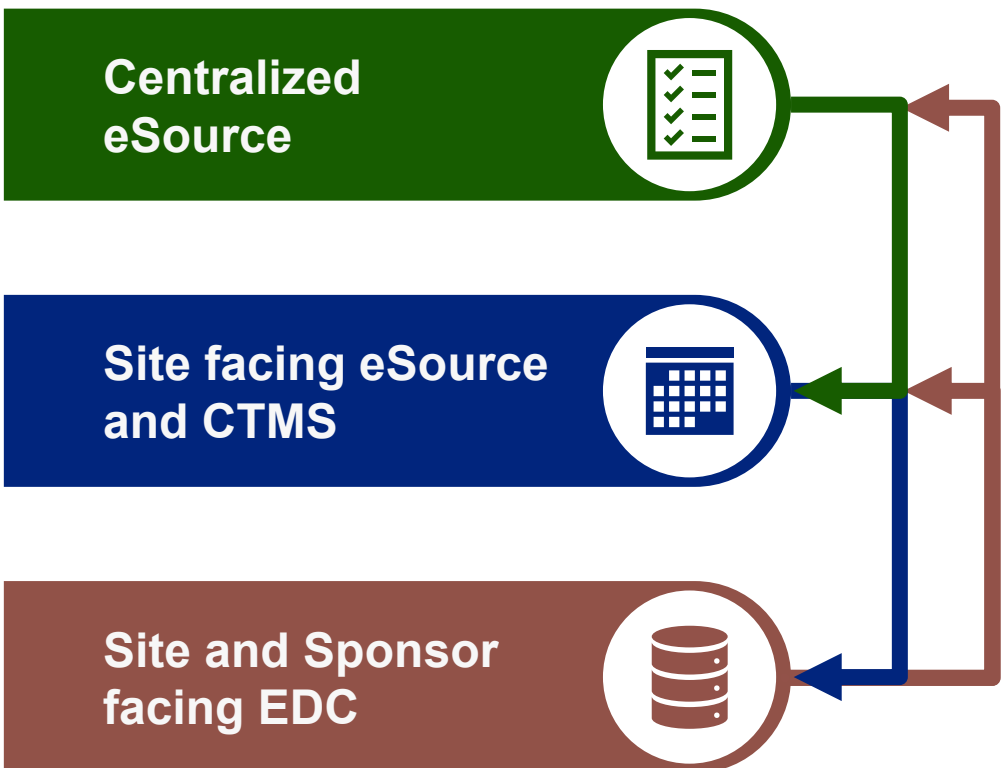 Centralized
eSource
Site facing eSource
and CTMS
Site and Sponsor
facing EDC